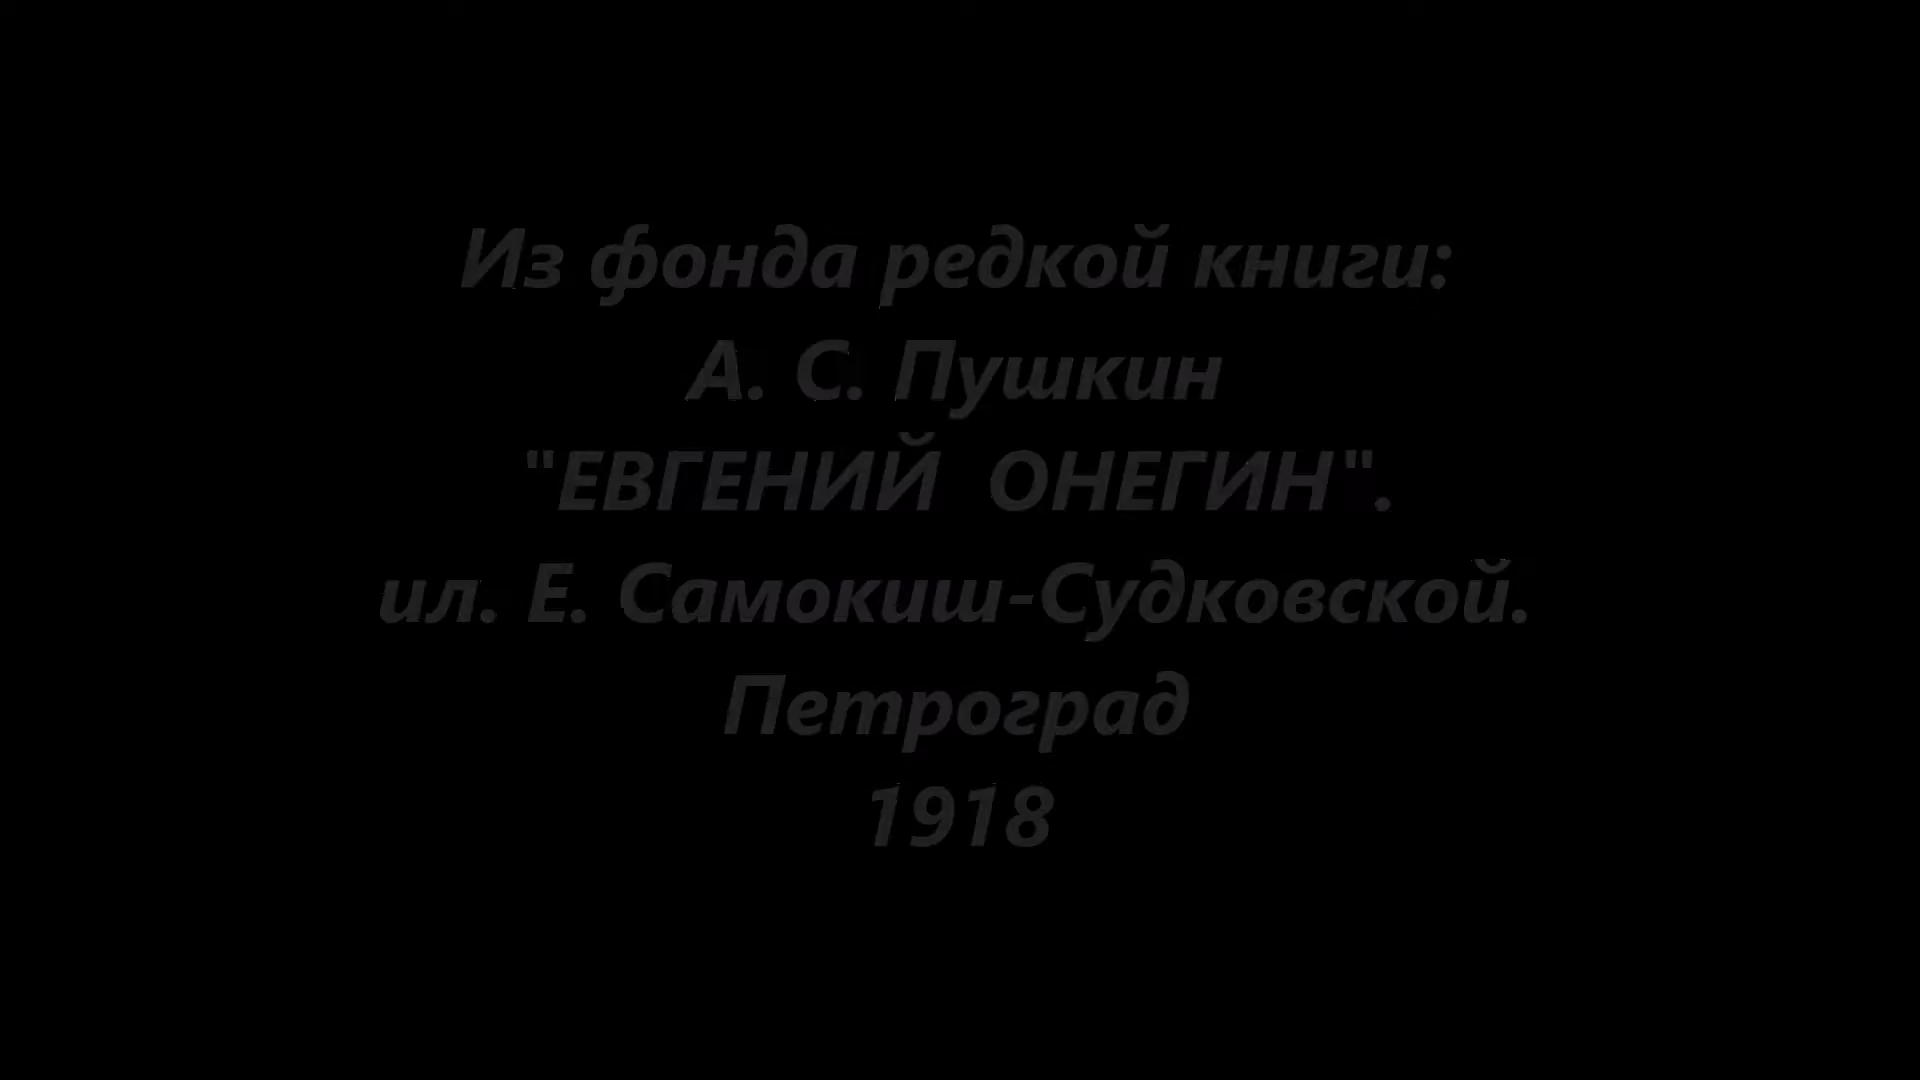 Из фонда редкой книги:
А. С. Пушкин
"ЕВГЕНИЙ ОНЕГИН".
ил. Е. Самокиш-Судковской.
Петроград
1918